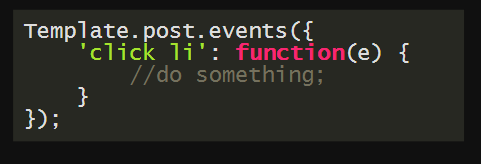 Template.post.events({
    'click li': function(e) {
        //do something;
    }
});